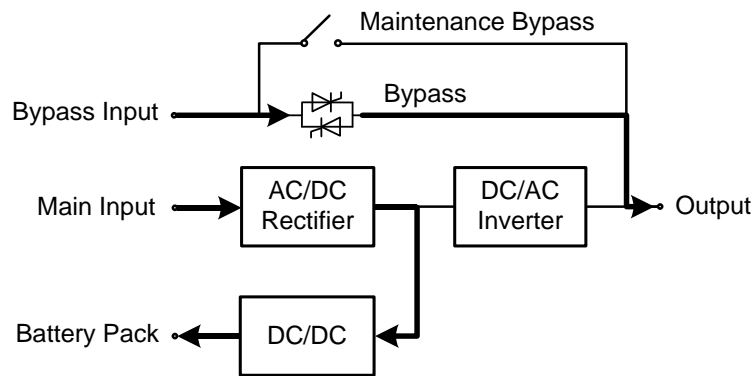 Maintenance Bypass
Bypass Input
Bypass
Main Input
AC/DC
Rectifier
DC/AC
Inverter
Output
Battery Pack
DC/DC